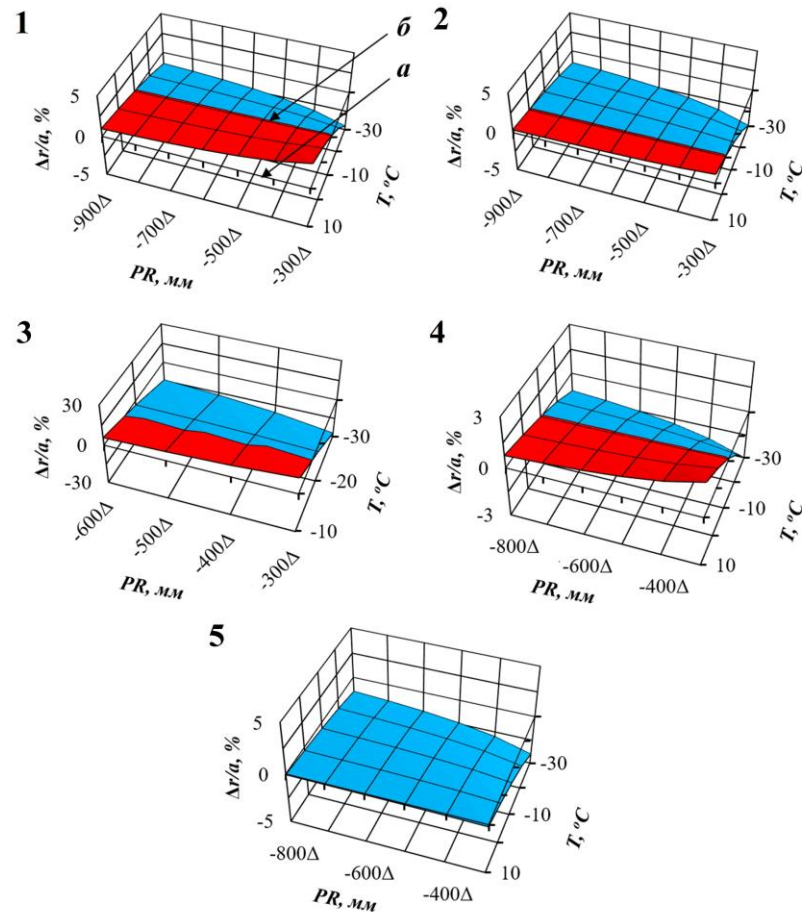 1
б
а
5
0
-5
Δr/a, %
-900Δ
-700Δ
-500Δ
-300Δ
PR, мм
-30
-10
10
T, °C
2
5
0
-5
Δr/a, %
-900Δ
-700Δ
-500Δ
-300Δ
PR, мм
-30
-10
10
T, °C
3
30
0
-30
Δr/a, %
-600Δ
-500Δ
-400Δ
-300Δ
PR, мм
-30
-20
-10
T, °C
4
3
0
-3
Δr/a, %
-800Δ
-600Δ
-400Δ
PR, мм
-30
-10
10
T, °C
5
5
0
-5
Δr/a, %
-800Δ
-600Δ
-400Δ
PR, мм
-30
-10
10
T, °C